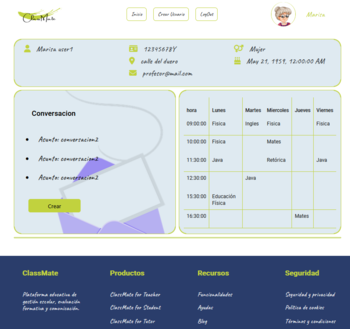 ClassMate
Inicio
Crear Usuario
LogOut
Marisa
Marisa user1
12345678Y
Mujer
calle del duero
May 21, 1959, 12:00:00 AM
profesor@mail.com
Conversacion
Asunto: conversacion2
Asunto: conversacion2
Asunto: conversacion2
Crear
hora Lunes Martes Miercoles Jueves Viernes
09:00:00 Fisica Ingles Fisica Fisica
10:00:00 Fisica Mates
11:30:00 Java Retórica Java
12:30:00 Java
15:30:00 Educación Física
16:30:00 Mates
ClassMate
Plataforma educativa de
gestión escolar, evaluación
formativa y comunicación.
Productos
ClassMate for Teacher
ClassMate for Student
ClassMate for Tutor
Recursos
Funcionalidades
Ayudas
Blog
Seguridad
Seguridad y privacidad
Política de cookies
Términos y condiciones